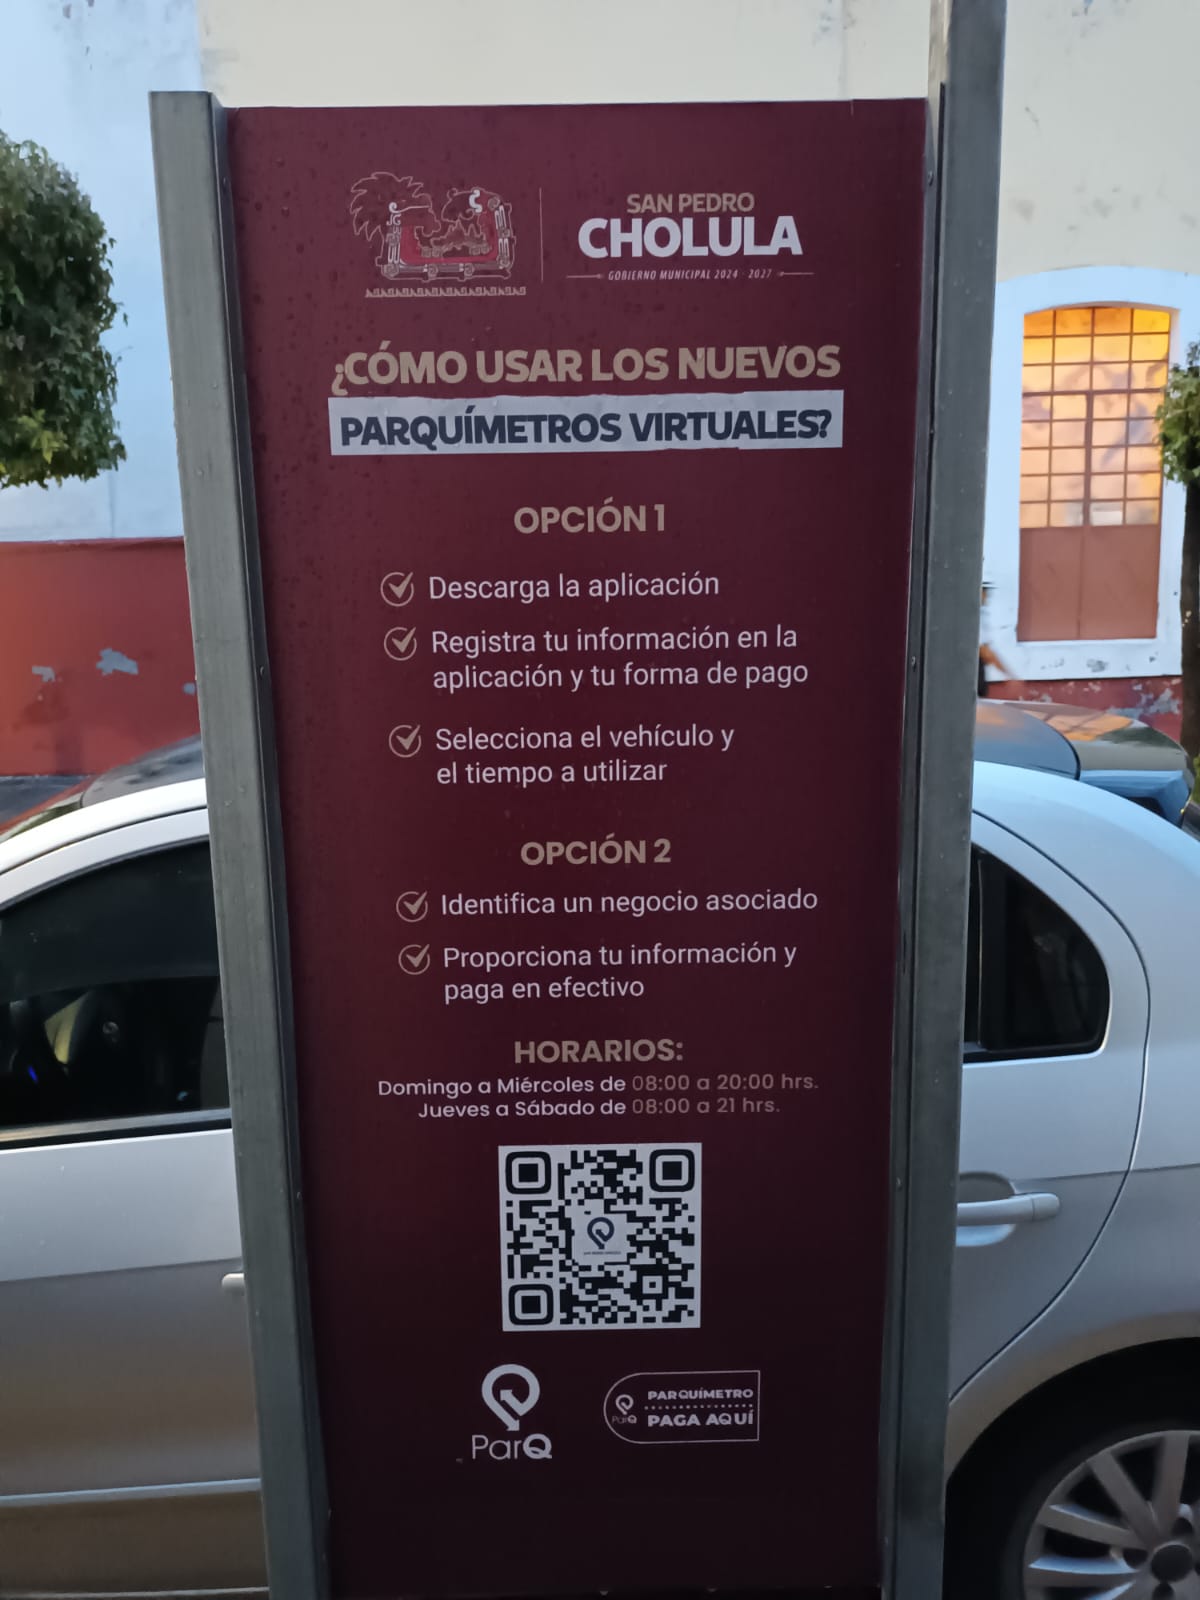 SAN PEDRO
CHOLULA
GOBIERNO MUNICIPAL 2024 - 2027
¿CÓMO USAR LOS NUEVOS
PARQUÍMETROS VIRTUALES?
OPCIÓN 1
Descarga la aplicación
Registra tu información en la
aplicación y tu forma de pago
Selecciona el vehículo y
el tiempo a utilizar
OPCIÓN 2
Identifica un negocio asociado
Proporciona tu información y
paga en efectivo
HORARIOS:
Domingo a Miércoles de 08:00 a 20:00 hrs.
Jueves a Sábado de 08:00 a 21 hrs.
ParQ
ParQ
PARQUÍMETRO
PAGA AQUÍ